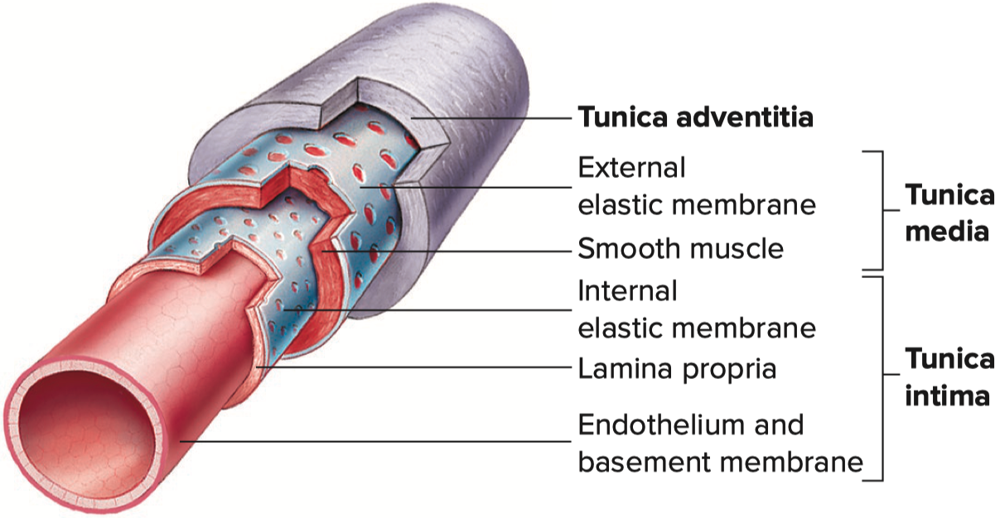 Tunica adventitia
External
elastic membrane
Smooth muscle
Tunica
media
Internal
elastic membrane
Lamina propria
Endothelium and
basement membrane
Tunica
intima